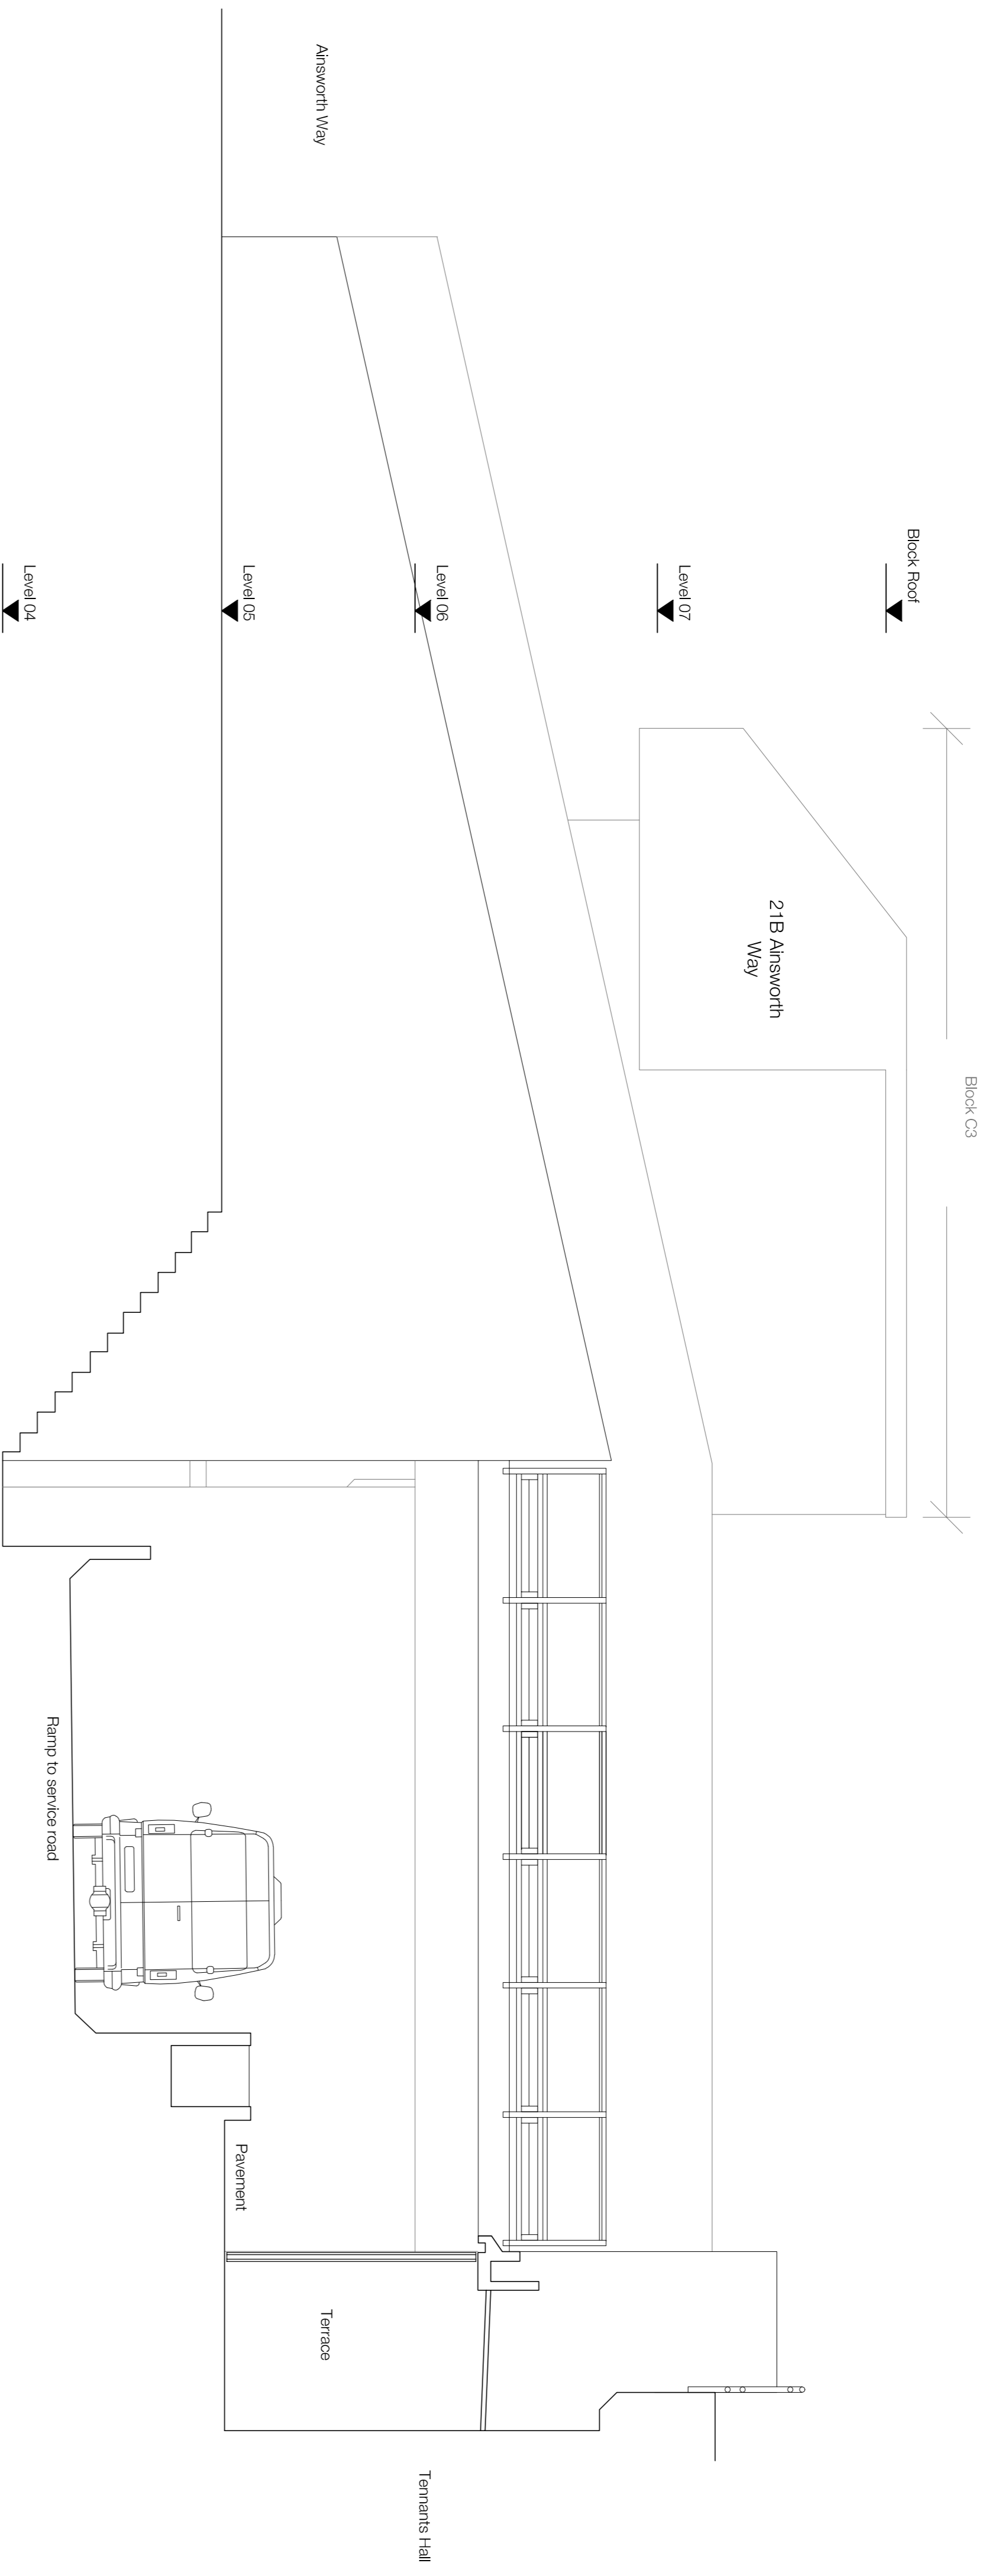 Block C3
Block Roof
21B Ainsworth
Way
Level 07
Level 06
Level 05
Level 04
Ainsworth Way
Ramp to service road
Pavement
Terrace
Tennants Hall